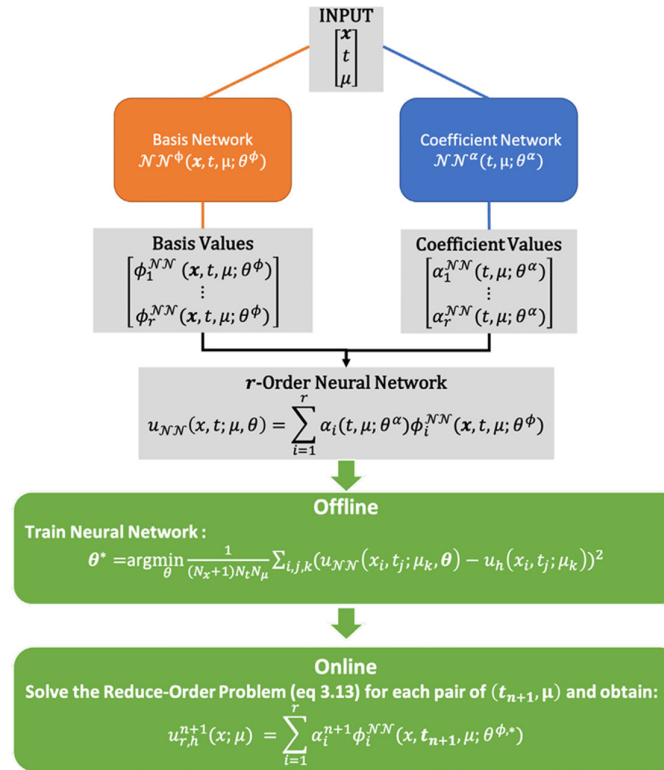 INPUT
[x
t
μ]
Basis Network
𝒩𝒩^ϕ(x, t, μ; θ^ϕ)
Coefficient Network
𝒩𝒩^α(t, μ; θ^α)
Basis Values
[ϕ_1^𝒩𝒩 (x, t, μ; θ^ϕ)
⋮
ϕ_r^𝒩𝒩(x, t, μ; θ^ϕ)]
Coefficient Values
[α_1^𝒩𝒩(t, μ; θ^α)
⋮
α_r^𝒩𝒩(t, μ; θ^α)]
r-Order Neural Network
u_𝒩𝒩(x, t; μ, θ) = ∑_{i=1}^{r} α_i(t, μ; θ^α)ϕ_i^𝒩𝒩(x, t, μ; θ^ϕ)
Offline
Train Neural Network :
θ* =argmin_θ 1/((N_x+1)N_tN_μ) ∑_{i,j,k}(u_𝒩𝒩(x_i, t_j; μ_k, θ) − u_h(x_i, t_j; μ_k))^2
Online
Solve the Reduce-Order Problem (eq 3.13) for each pair of (t_{n+1}, μ) and obtain:
u_{r,h}^{n+1}(x; μ) = ∑_{i=1}^{r} α_i^{n+1}ϕ_i^𝒩𝒩(x, t_{n+1}, μ; θ^{ϕ,*})